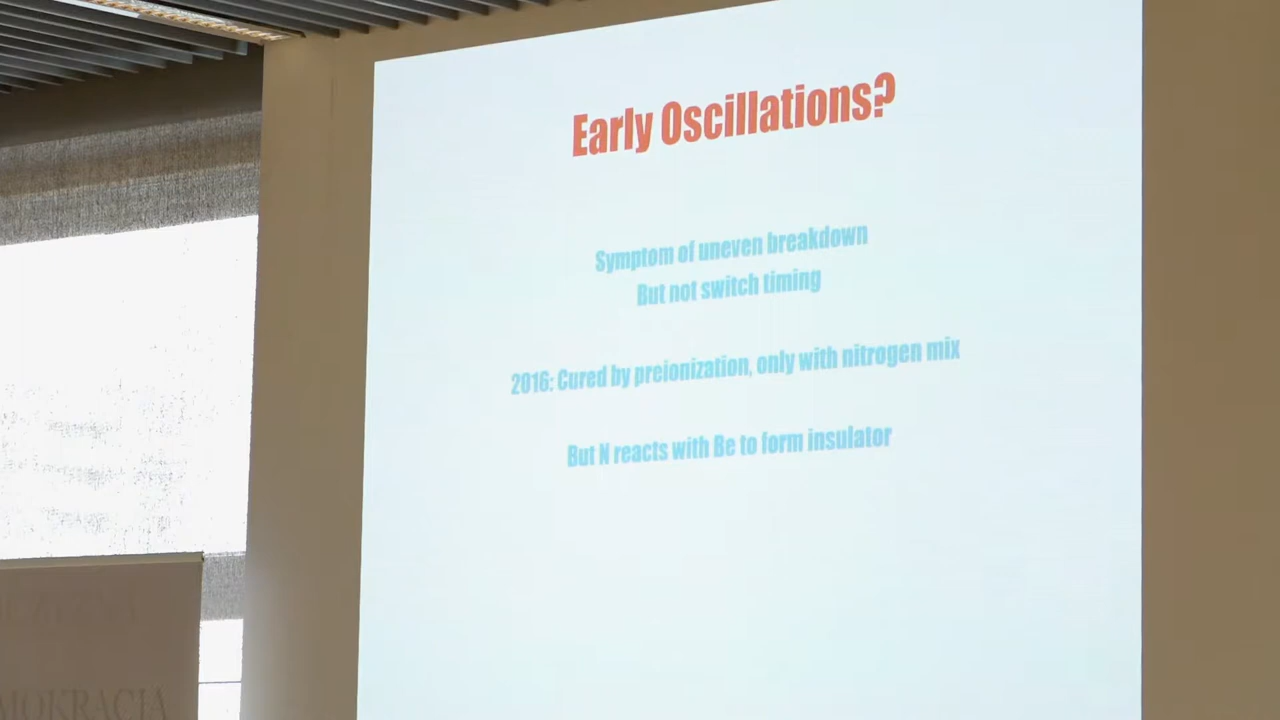 Early Oscillations?
Symptom of uneven breakdown
But not switch timing
2016: Cured by preionization, only with nitrogen mix
But N reacts with Be to form insulator
MOKRACJA